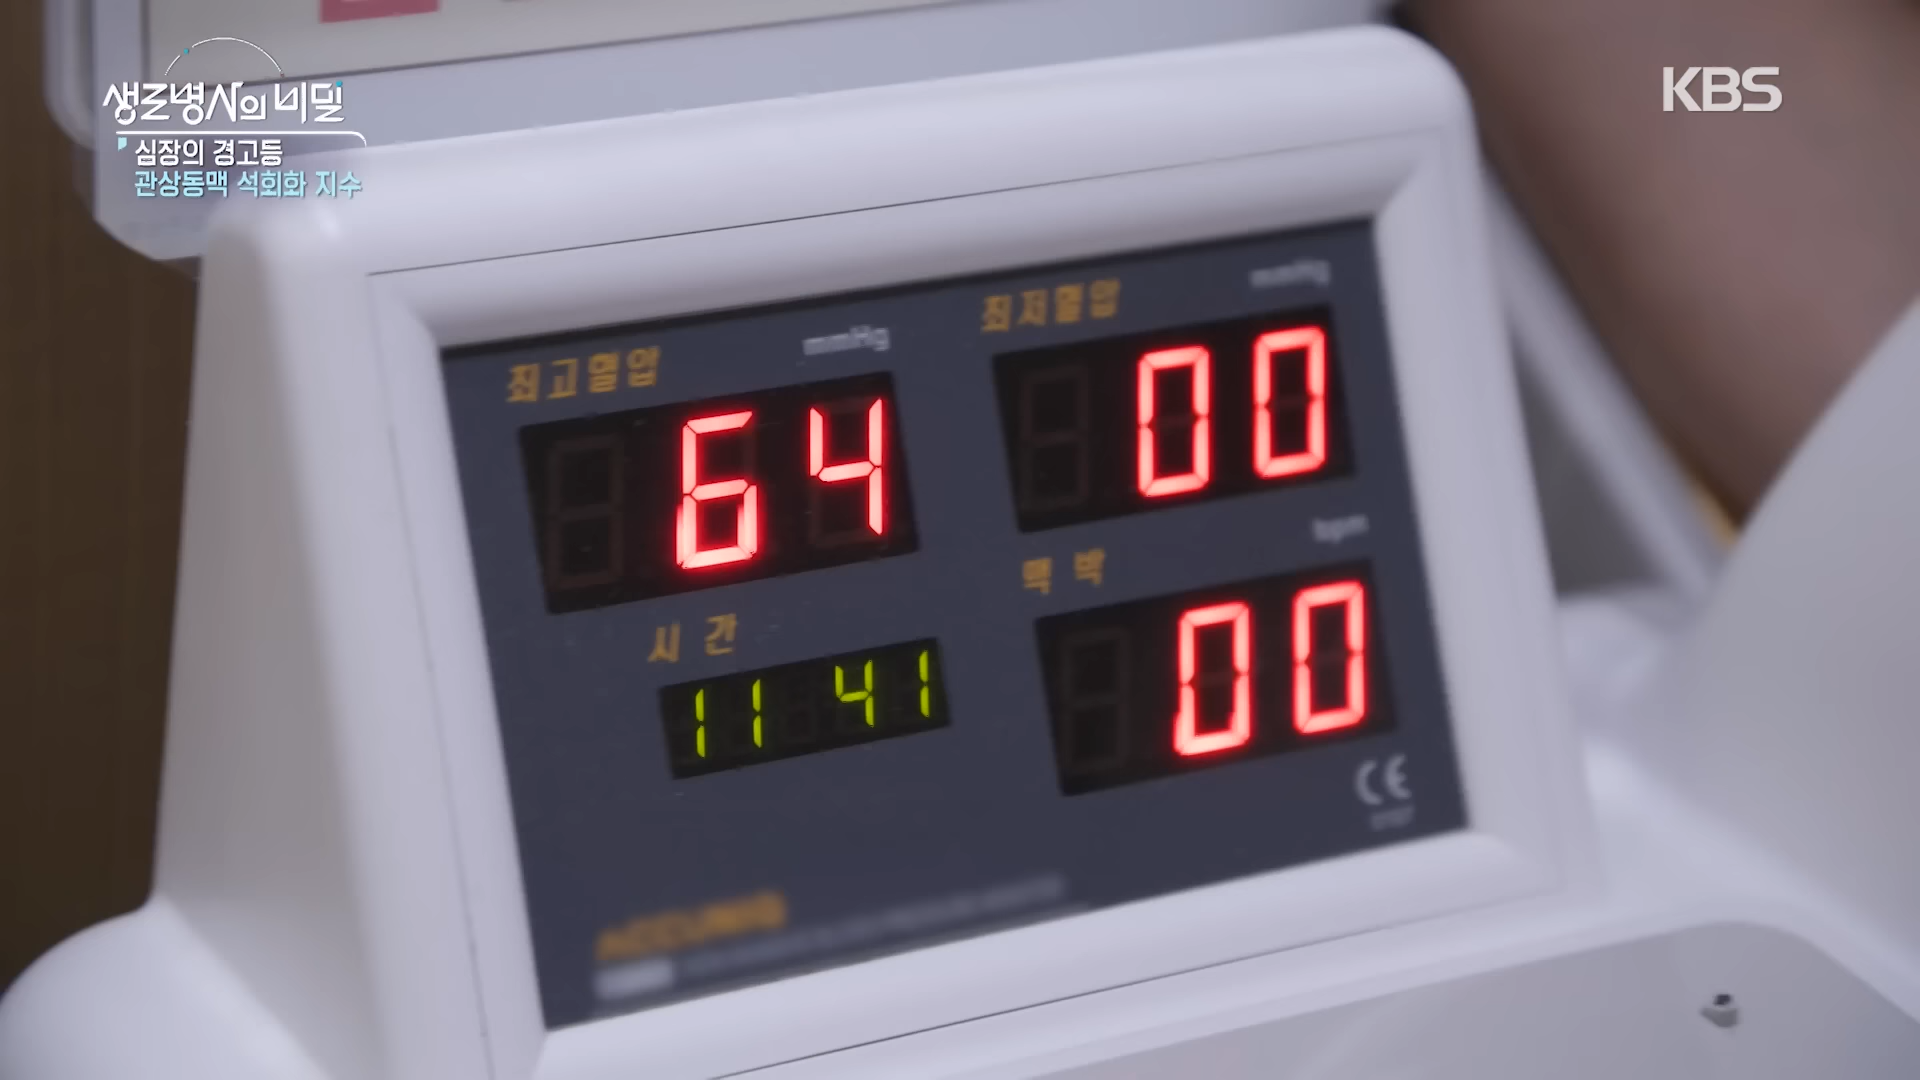 생로병사의 비밀
심장의 경고등
관상동맥 석회화 지수
KBS
최고혈압 mmHg
64
최저혈압 mmHg
00
시간
11 41
맥박 bpm
00
CE
ACCUNIQ